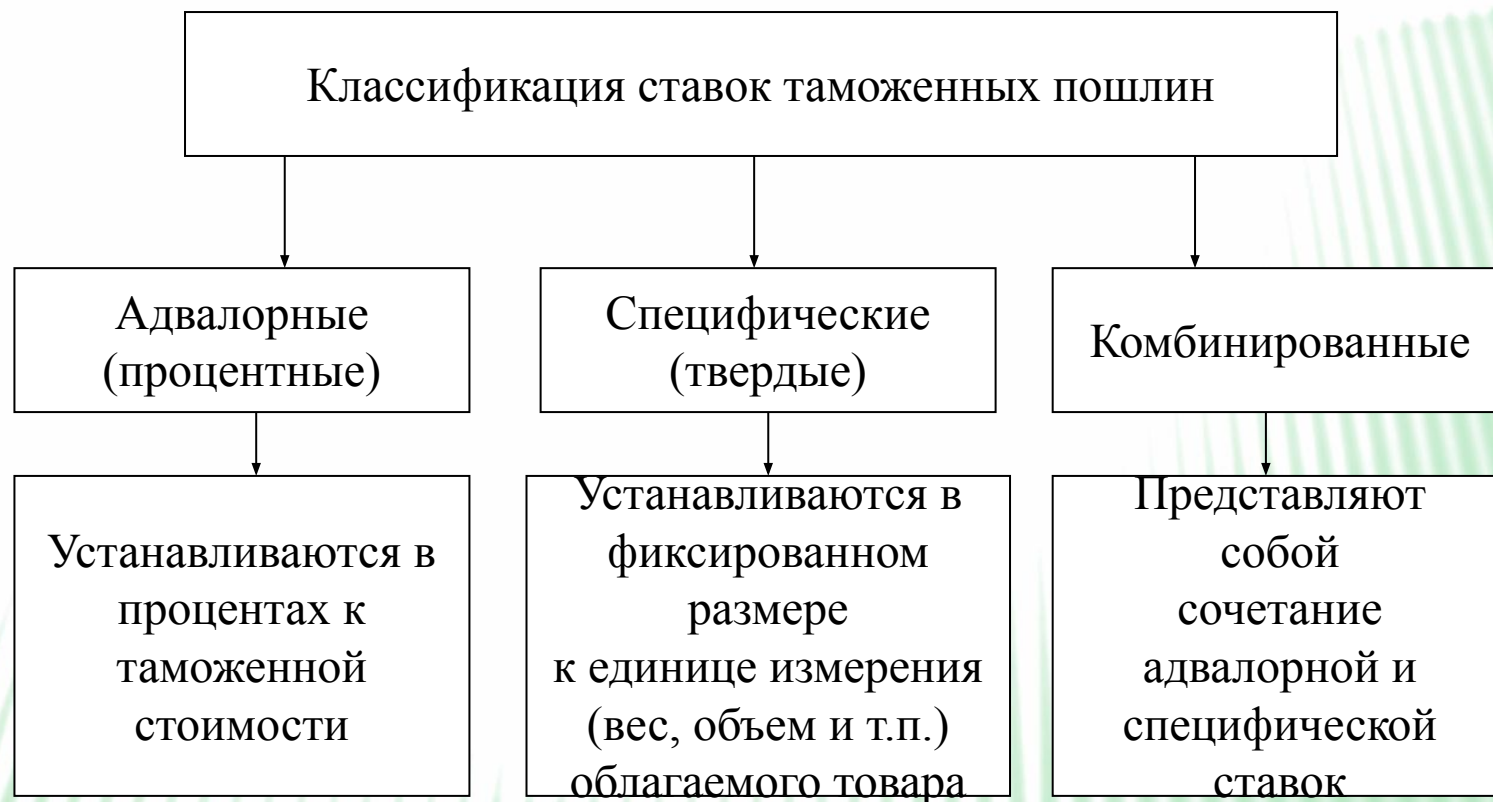 Классификация ставок таможенных пошлин
Адвалорные
(процентные)
Специфические
(твердые)
Комбинированные
Устанавливаются в
процентах к
таможенной
стоимости
Устанавливаются в
фиксированном
размере
к единице измерения
(вес, объем и т.п.)
облагаемого товара
Представляют
собой
сочетание
адвалорной и
специфической
ставок